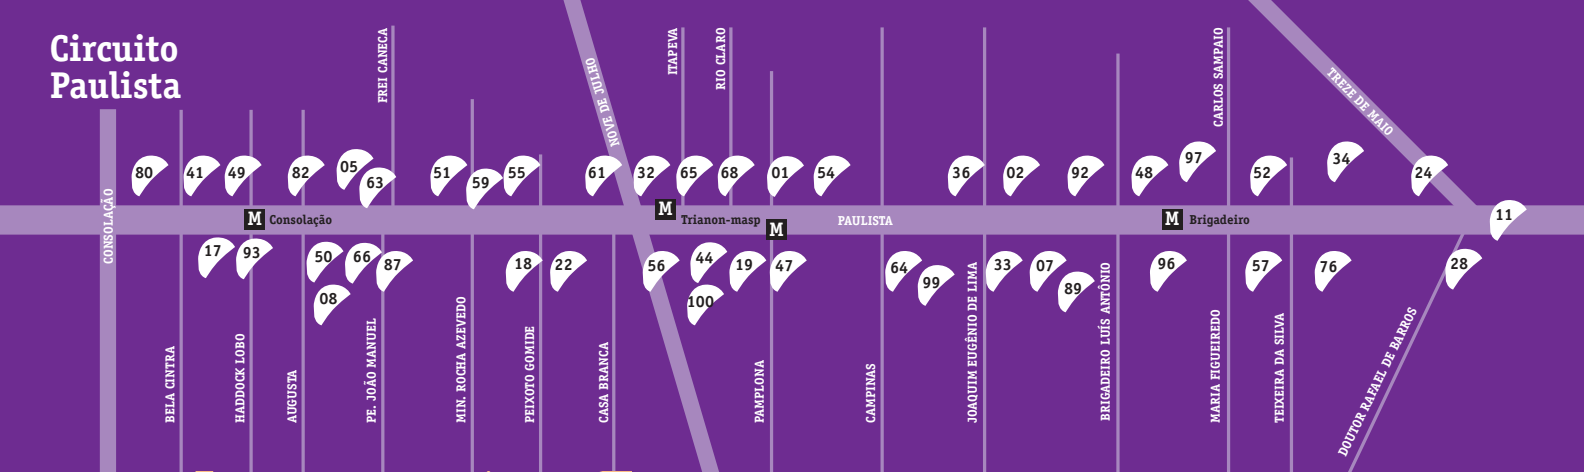 Circuito
Paulista
FREI CANECA
NOVE DE JULHO
ITAPEVA
RIO CLARO
CARLOS SAMPAIO
TREZE DE MAIO
80 41 49 82 05 63 51 59 55 61 32 65 68 01 54 36 02 92 48 97 52 34 24
CONSOLAÇÃO
M Consolação
M Trianon-masp M
PAULISTA
M Brigadeiro
11
17 93 50 66 87 18 22 56 44 19 47 64 99 33 07 89 96 57 76 28
08 100
BELA CINTRA
HADDOCK LOBO
AUGUSTA
PE. JOÃO MANUEL
MIN. ROCHA AZEVEDO
PEIXOTO GOMIDE
CASA BRANCA
PAMPLONA
CAMPINAS
JOAQUIM EUGÊNIO DE LIMA
BRIGADEIRO LUÍS ANTÔNIO
MARIA FIGUEIREDO
TEIXEIRA DA SILVA
DOUTOR RAFAEL DE BARROS